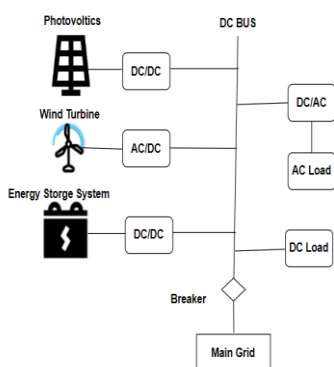 Photovoltics
DC BUS
DC/DC
DC/AC
Wind Turbine
AC/DC
AC Load
Energy Storge System
DC/DC
DC Load
Breaker
Main Grid